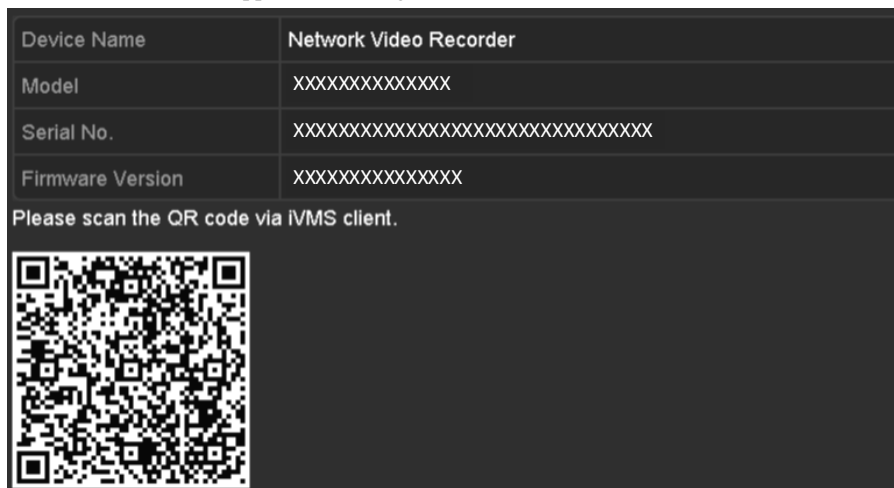 Device Name Network Video Recorder
Model XXXXXXXXXXXXXX
Serial No. XXXXXXXXXXXXXXXXXXXXXXXXXXXXXXXX
Firmware Version XXXXXXXXXXXXXXX
Please scan the QR code via iVMS client.